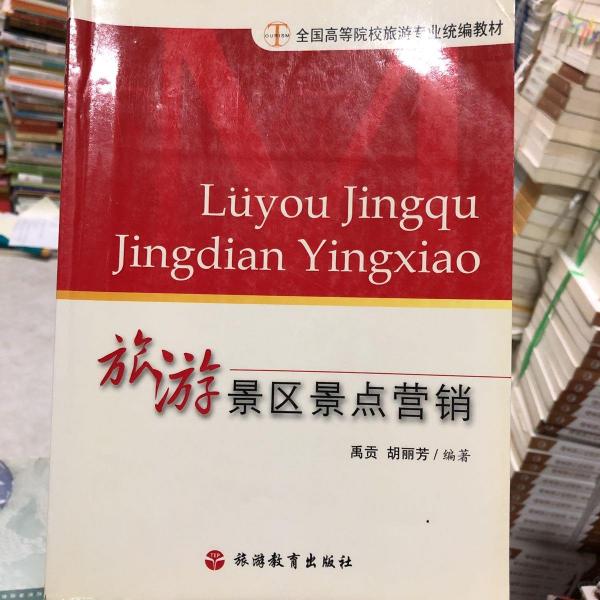 TOURISM 全国高等院校旅游专业统编教材
Lüyou Jingqu
Jingdian Yingxiao
旅游景区景点营销
禹贡 胡丽芳/编著
TEP 旅游教育出版社